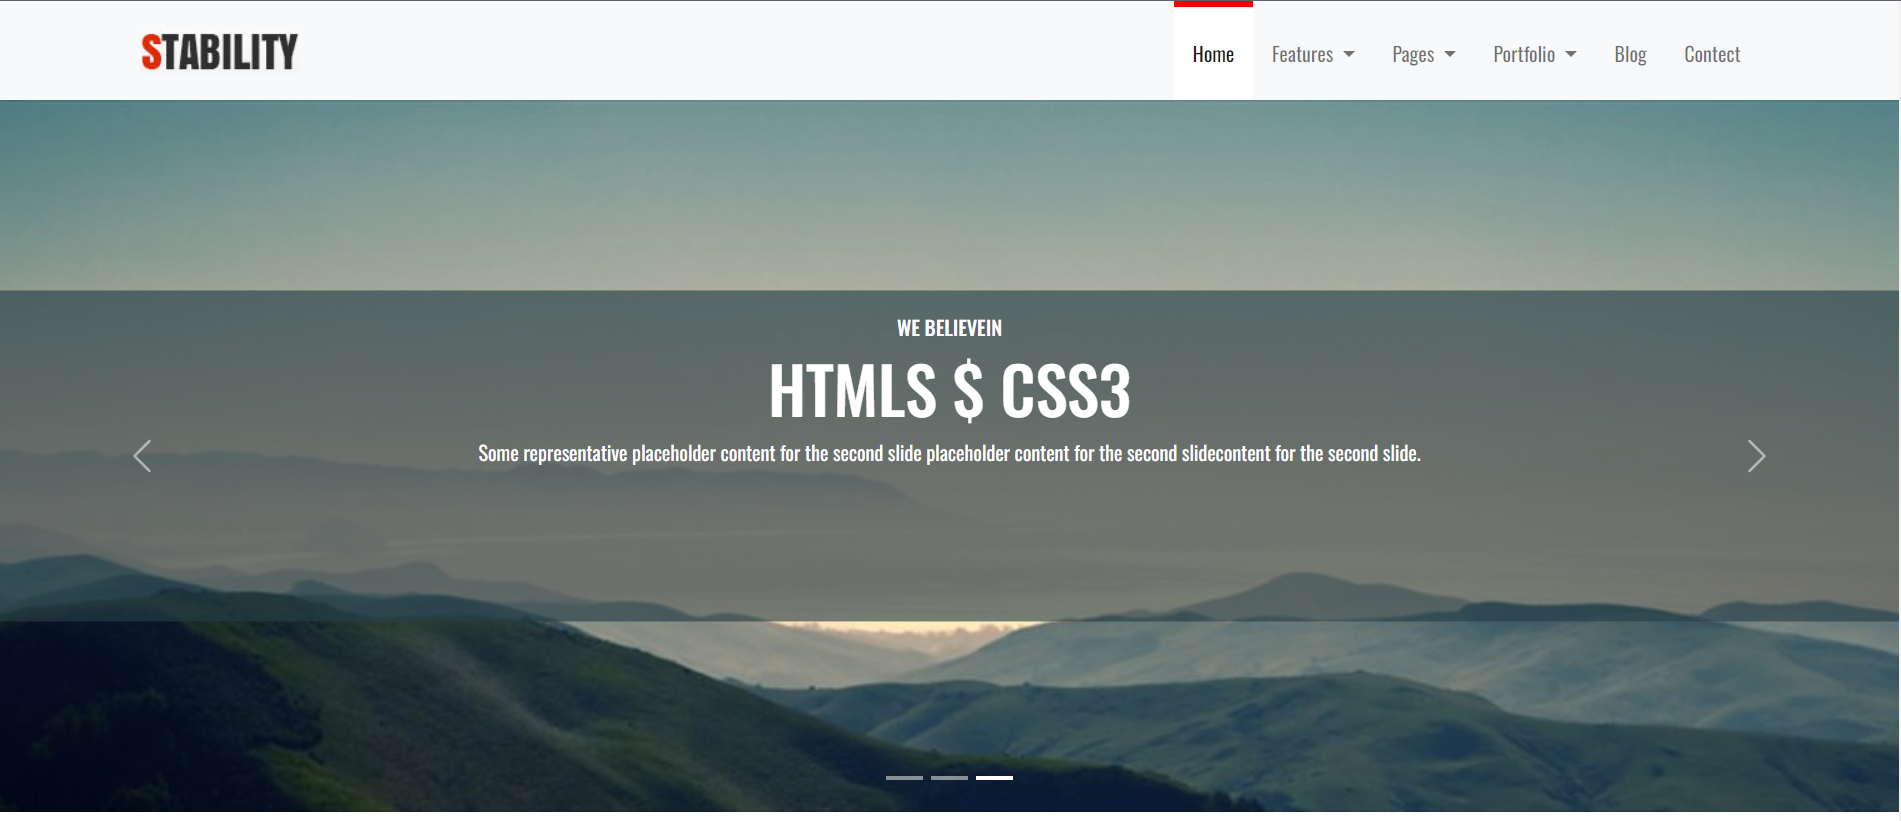 STABILITY
Home Features Pages Portfolio Blog Contect
WE BELIEVEIN
HTMLS $ CSS3
Some representative placeholder content for the second slide placeholder content for the second slidecontent for the second slide.